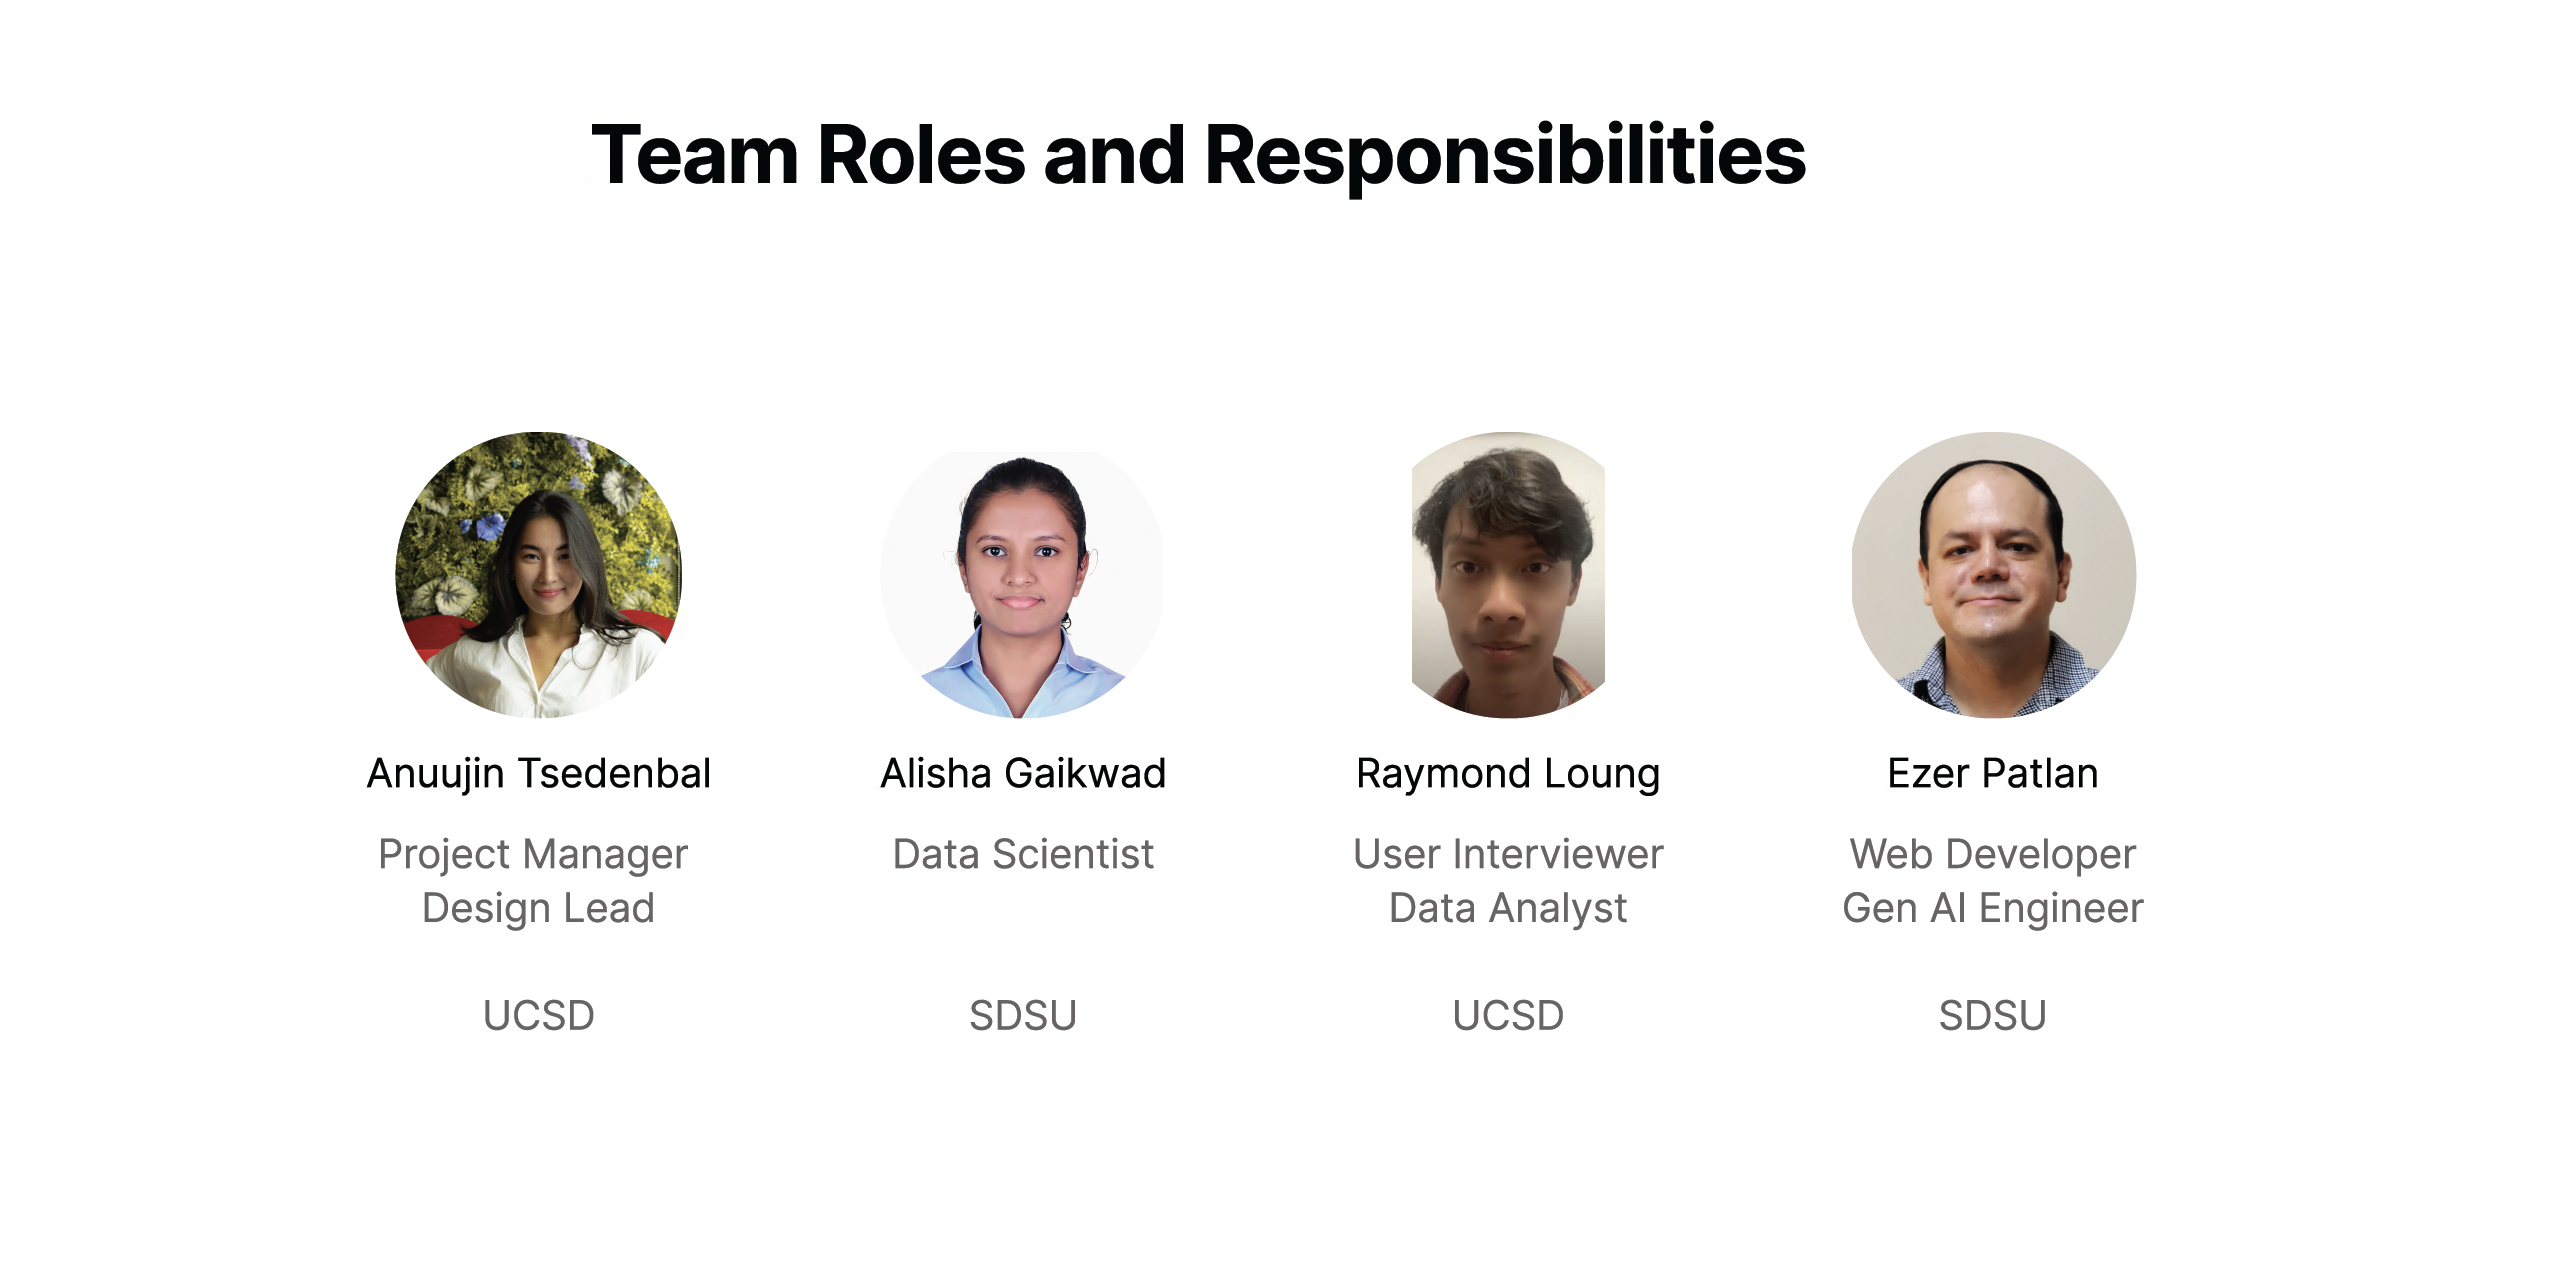 Team Roles and Responsibilities
Anuujin Tsedenbal
Project Manager
Design Lead
UCSD
Alisha Gaikwad
Data Scientist
SDSU
Raymond Loung
User Interviewer
Data Analyst
UCSD
Ezer Patlan
Web Developer
Gen AI Engineer
SDSU